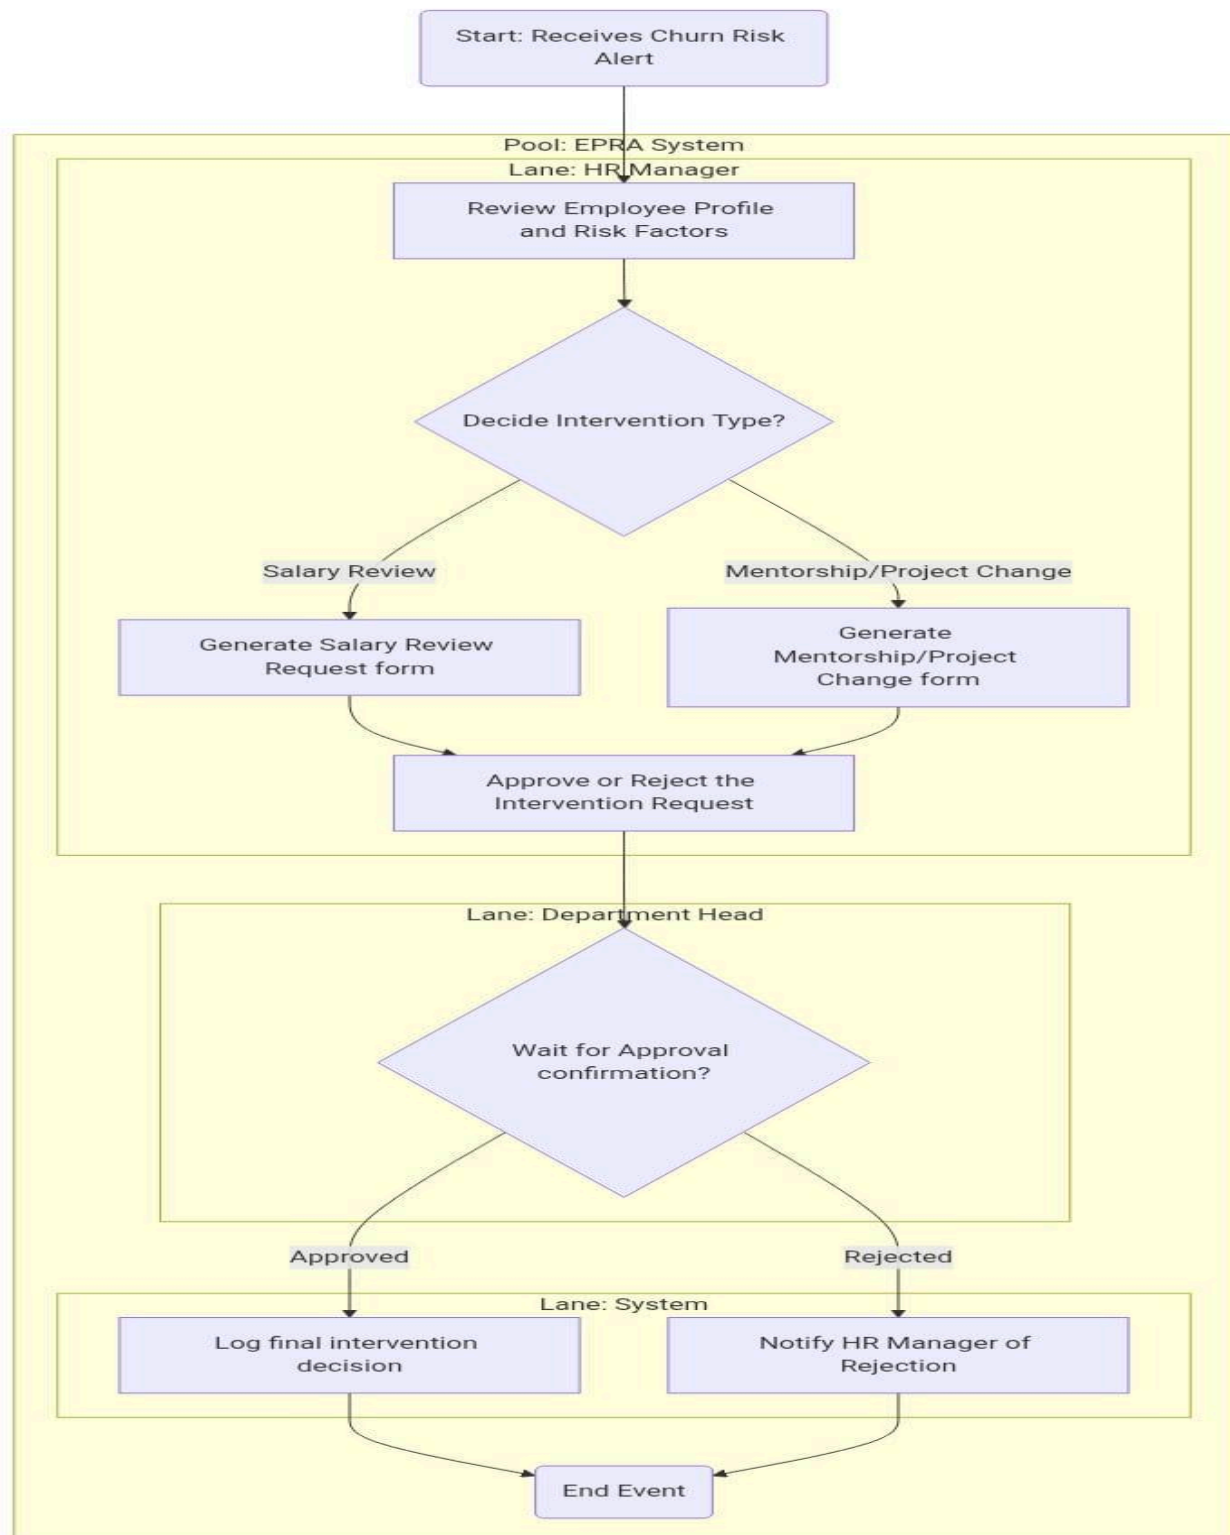 Start: Receives Churn Risk
Alert
Pool: EPRA System
Lane: HR Manager
Review Employee Profile
and Risk Factors
Decide Intervention Type?
Salary Review
Mentorship/Project Change
Generate Salary Review
Request form
Generate
Mentorship/Project
Change form
Approve or Reject the
Intervention Request
Lane: Department Head
Wait for Approval
confirmation?
Approved
Rejected
Lane: System
Log final intervention
decision
Notify HR Manager of
Rejection
End Event